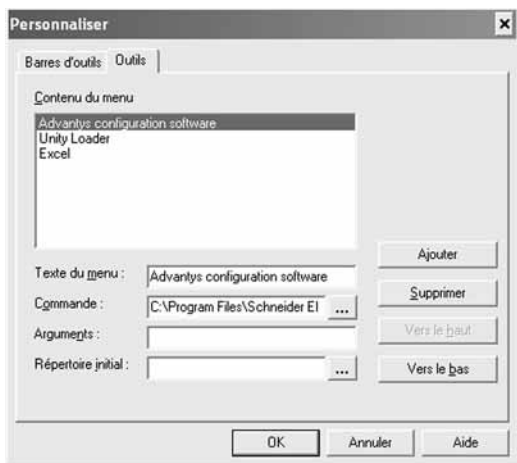 Personnaliser
Barres d'outils
Outils
Contenu du menu
Advantys configuration software
Unity Loader
Excel
Ajouter
Texte du menu :
Advantys configuration software
Supprimer
Commande :
C:\Program Files\Schneider El
...
Vers le haut
Arguments :
Répertoire initial :
...
Vers le bas
OK
Annuler
Aide